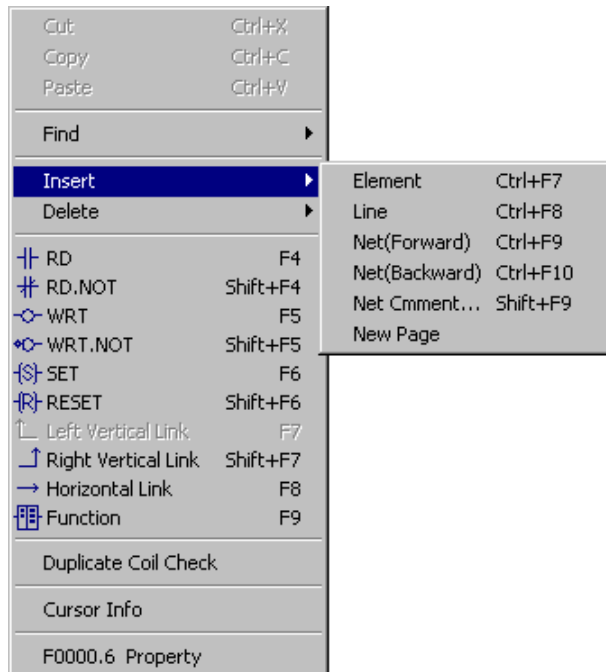 Cut Ctrl+X
Copy Ctrl+C
Paste Ctrl+V
Find
Insert
Delete
RD F4
RD.NOT Shift+F4
WRT F5
WRT.NOT Shift+F5
(S) SET F6
(R) RESET Shift+F6
Left Vertical Link F7
Right Vertical Link Shift+F7
Horizontal Link F8
Function F9
Duplicate Coil Check
Cursor Info
F0000.6 Property
Element Ctrl+F7
Line Ctrl+F8
Net(Forward) Ctrl+F9
Net(Backward) Ctrl+F10
Net Cmment... Shift+F9
New Page